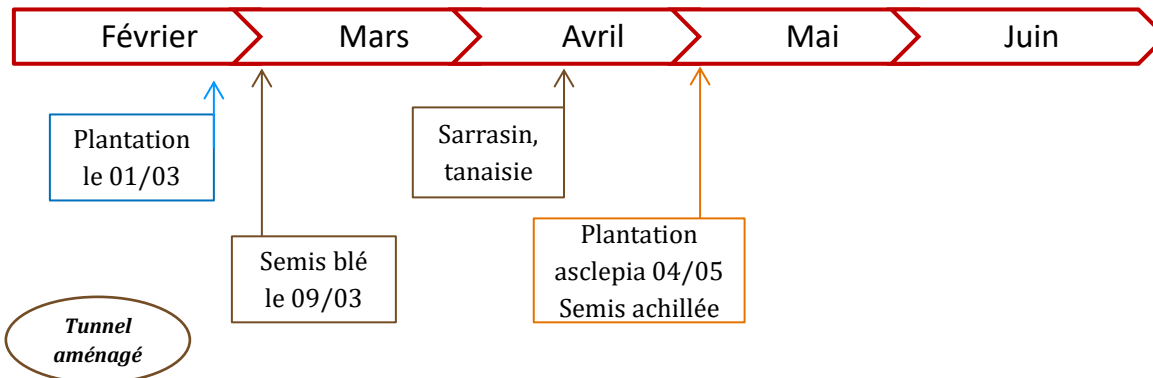 Février Mars Avril Mai Juin
Plantation
le 01/03
Sarrasin,
tanaisie
Semis blé
le 09/03
Plantation
asclepia 04/05
Semis achillée
Tunnel
aménagé